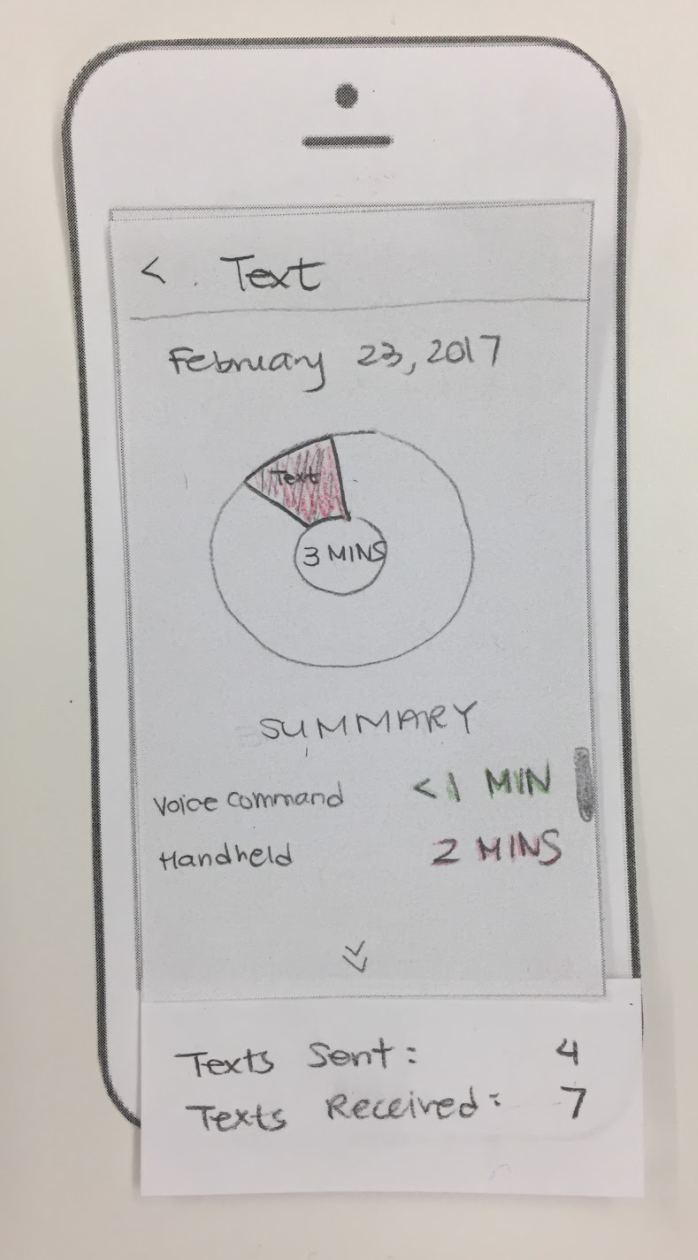 < Text
February 23, 2017
Text
3 MINS
SUMMARY
Voice Command <1 MIN
Handheld 2 MINS
Texts Sent: 4
Texts Received: 7